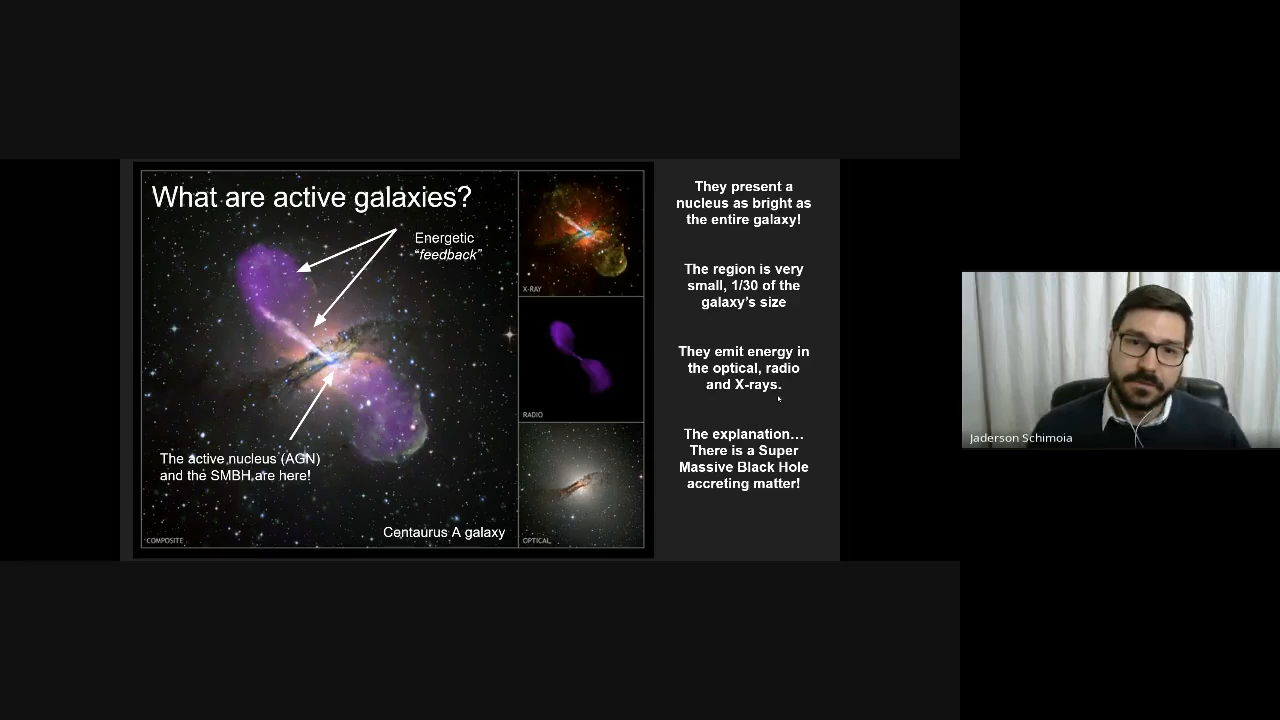 What are active galaxies?
Energetic
“feedback”
The active nucleus (AGN)
and the SMBH are here!
Centaurus A galaxy
COMPOSITE
X-RAY
RADIO
OPTICAL
They present a
nucleus as bright as
the entire galaxy!
The region is very
small, 1/30 of the
galaxy’s size
They emit energy in
the optical, radio
and X-rays.
The explanation…
There is a Super
Massive Black Hole
accreting matter!
Jaderson Schimoia